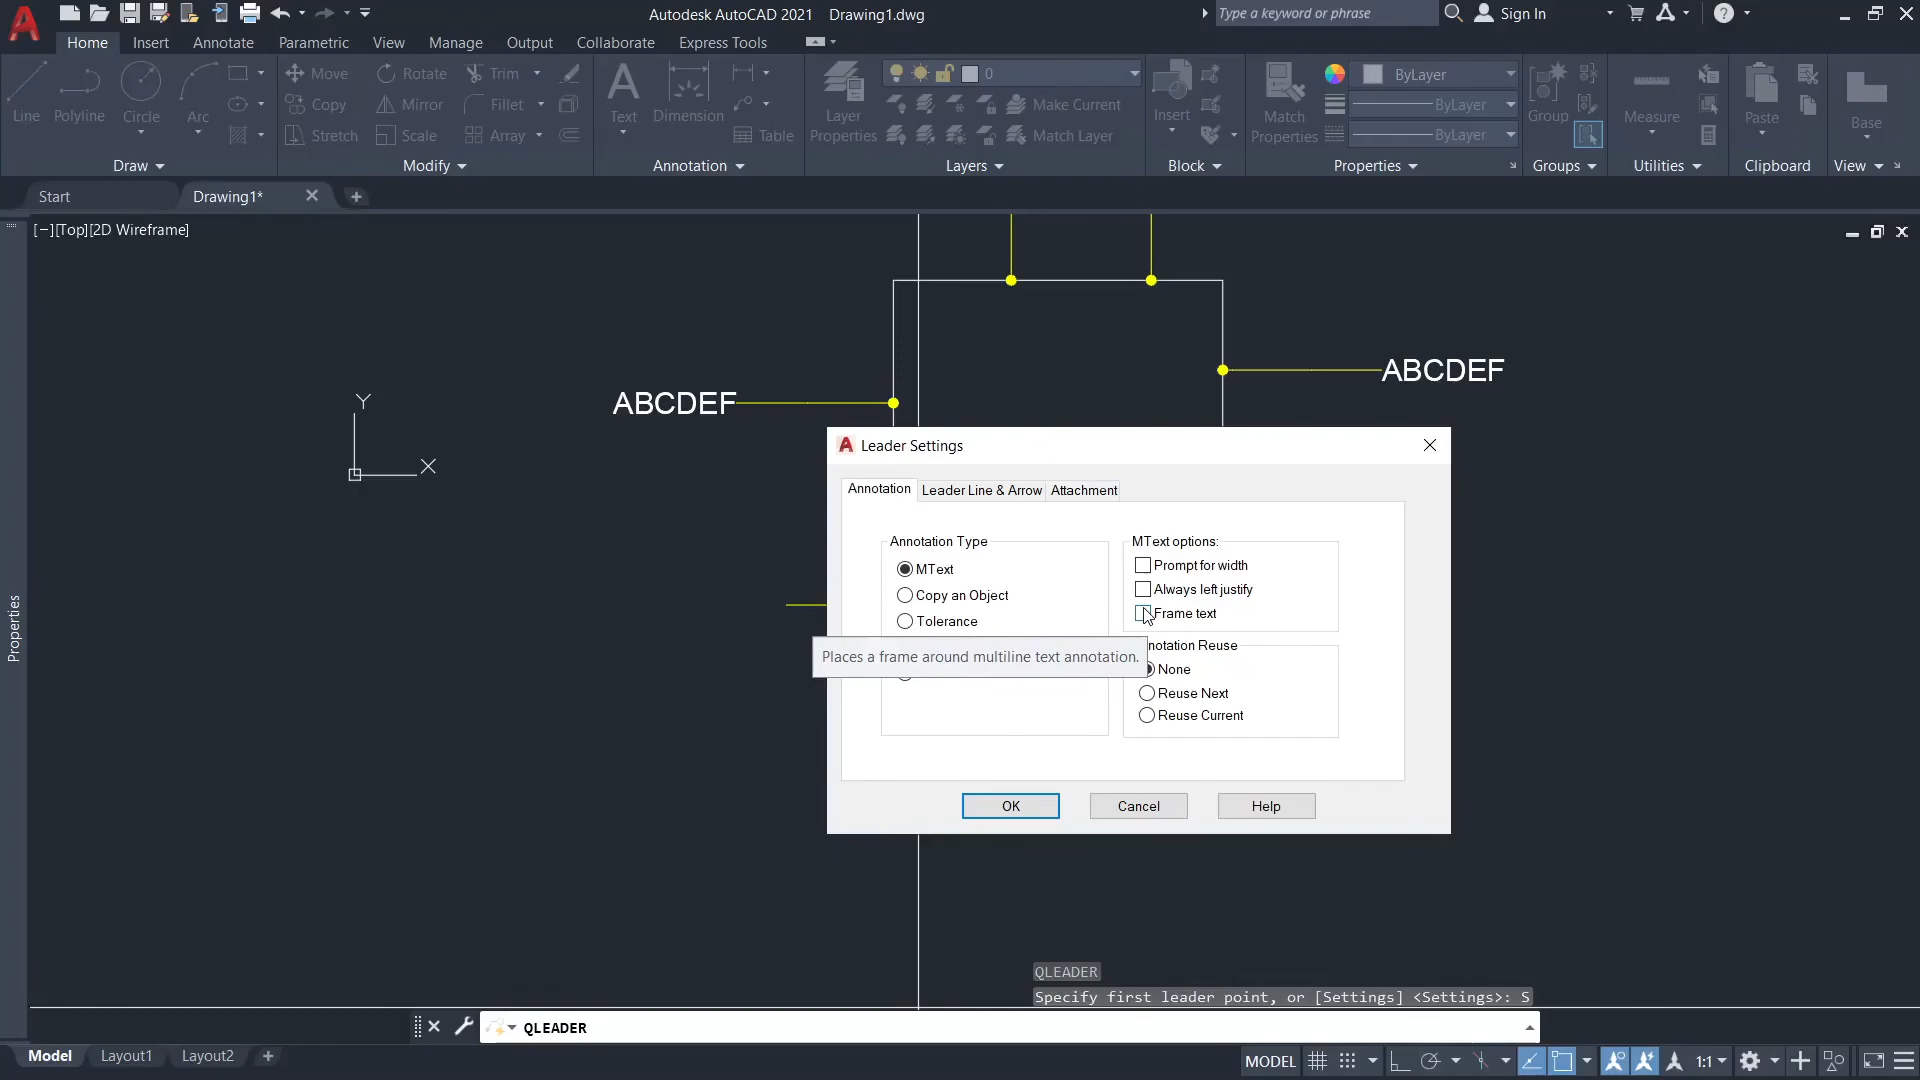 Autodesk AutoCAD 2021 Drawing1.dwg
Type a keyword or phrase
Sign In
Home Insert Annotate Parametric View Manage Output Collaborate Express Tools
Line Polyline Circle Arc
Draw
Move Rotate Trim
Copy Mirror Fillet
Stretch Scale Array
Modify
Text Dimension Table
Annotation
Layer Properties
0
Make Current
Match Layer
Layers
Insert
Block
Match Properties
ByLayer
ByLayer
ByLayer
Properties
Group
Groups
Measure
Utilities
Paste
Clipboard
Base
View
Start Drawing1*
[−][Top][2D Wireframe]
ABCDEF
ABCDEF
Y
X
Properties
Leader Settings
Annotation Leader Line & Arrow Attachment
Annotation Type
MText
Copy an Object
Tolerance
MText options:
Prompt for width
Always left justify
Frame text
Places a frame around multiline text annotation.
nnotation Reuse
None
Reuse Next
Reuse Current
OK Cancel Help
QLEADER
Specify first leader point, or [Settings] <Settings>: S
QLEADER
Model Layout1 Layout2
MODEL 1:1